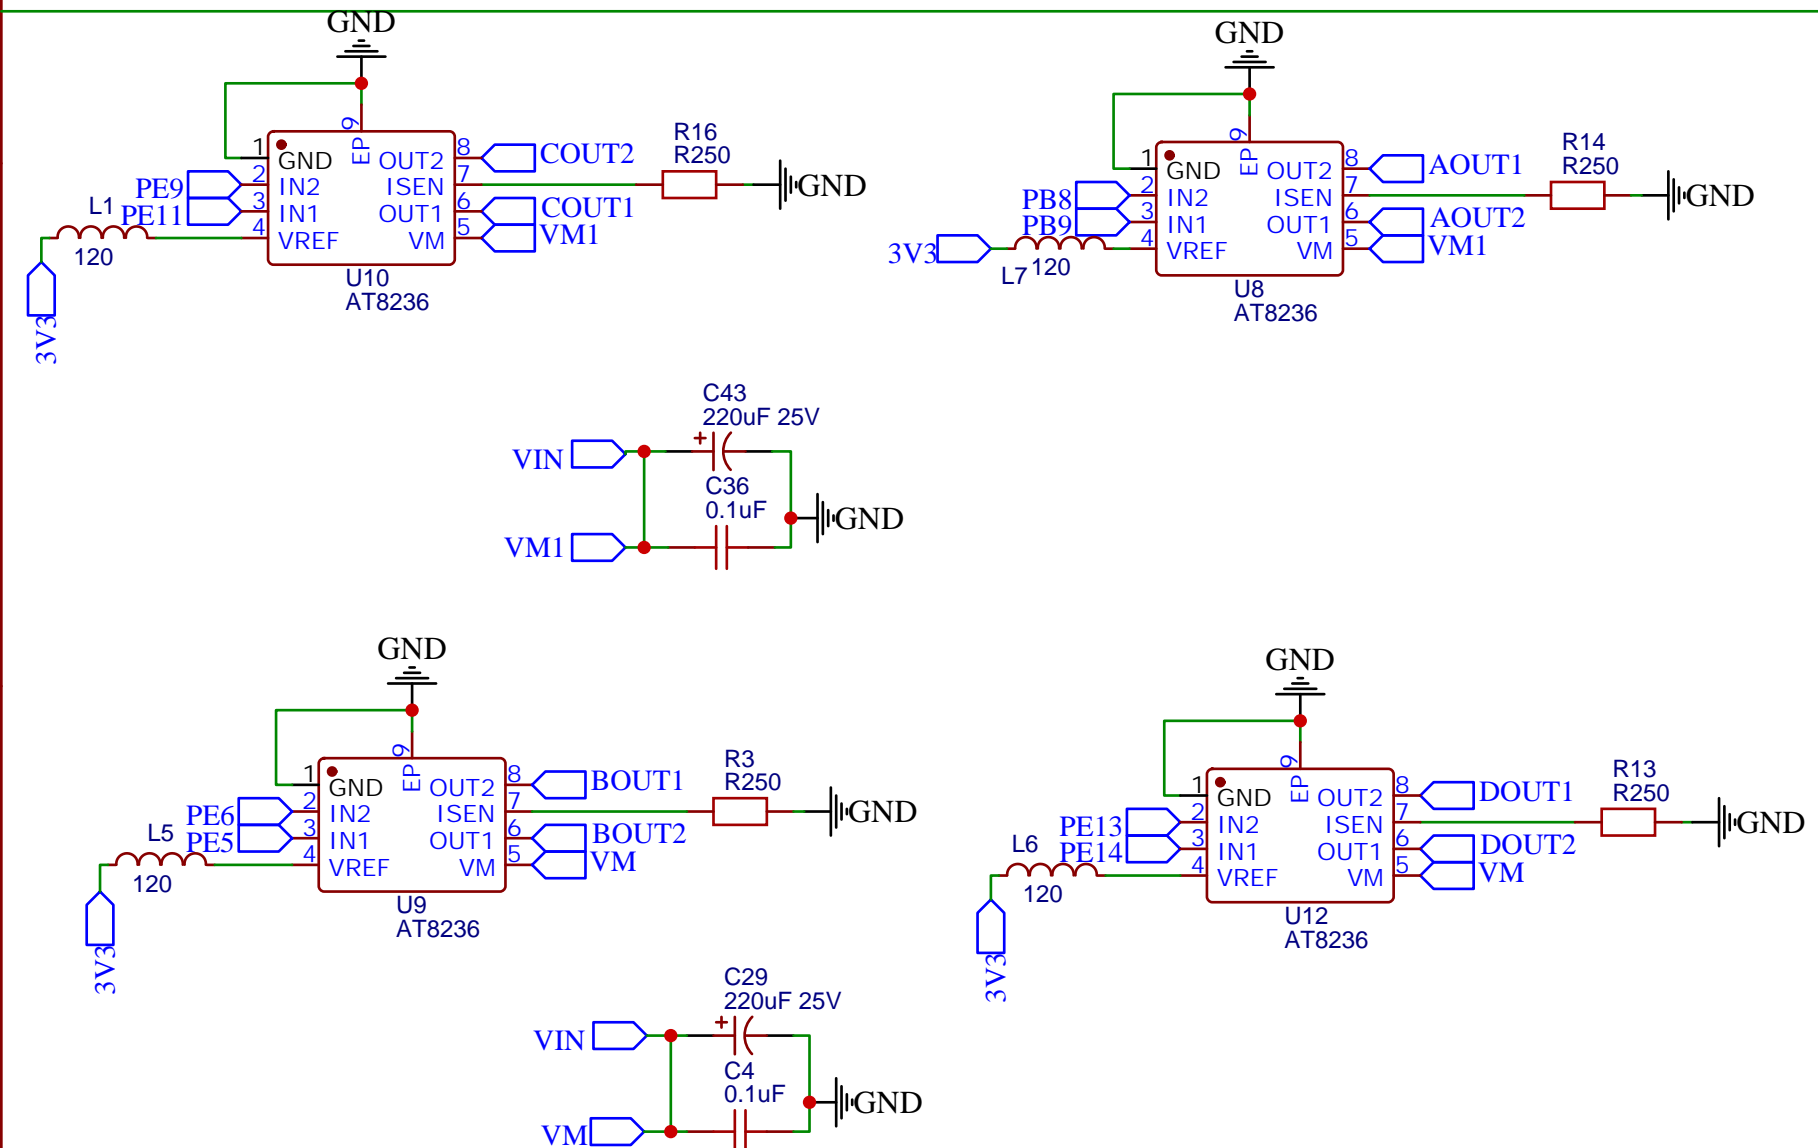 GND
1
GND
9
EP
OUT2
8
COUT2
R16
R250
PE9
2
IN2
ISEN
7
GND
L1
PE11
3
IN1
OUT1
6
COUT1
120
4
VREF
VM
5
VM1
U10
AT8236
3V3
GND
1
GND
9
EP
OUT2
8
AOUT1
R14
R250
PB8
2
IN2
ISEN
7
GND
PB9
3
IN1
OUT1
6
AOUT2
3V3
L7
120
4
VREF
VM
5
VM1
U8
AT8236
C43
220uF 25V
VIN
+
C36
0.1uF
GND
VM1
GND
1
GND
9
EP
OUT2
8
BOUT1
R3
R250
PE6
2
IN2
ISEN
7
GND
L5
PE5
3
IN1
OUT1
6
BOUT2
120
4
VREF
VM
5
VM
U9
AT8236
3V3
GND
1
GND
9
EP
OUT2
8
DOUT1
R13
R250
PE13
2
IN2
ISEN
7
GND
L6
PE14
3
IN1
OUT1
6
DOUT2
120
4
VREF
VM
5
VM
U12
AT8236
3V3
C29
220uF 25V
VIN
+
C4
0.1uF
GND
VM